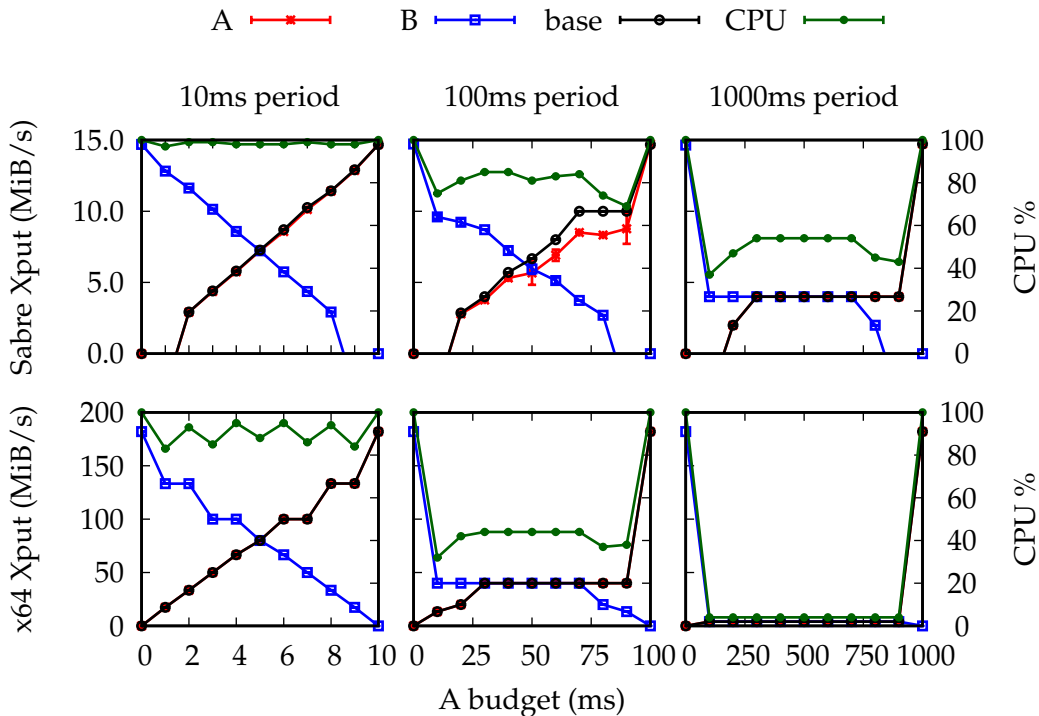 A B base CPU
10ms period 100ms period 1000ms period
Sabre Xput (MiB/s)
15.0 100
80
10.0
60
40
5.0
20
0.0 0
CPU %
x64 Xput (MiB/s)
200 100
150 80
60
100
40
50
20
0 0
CPU %
0 2 4 6 8 10 0 25 50 75 100 0 250 500 750 1000
A budget (ms)